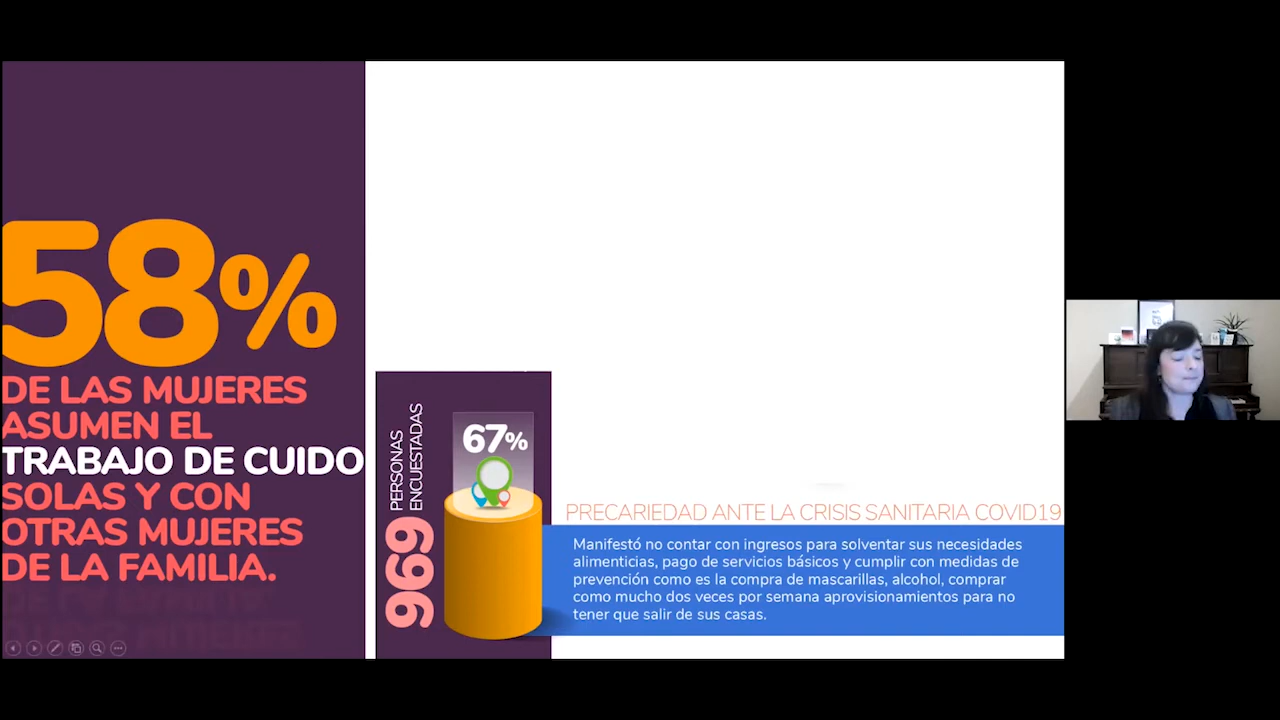 58%
DE LAS MUJERES
ASUMEN EL
TRABAJO DE CUIDO
SOLAS Y CON
OTRAS MUJERES
DE LA FAMILIA.
969
PERSONAS
ENCUESTADAS
67%
PRECARIEDAD ANTE LA CRISIS SANITARIA COVID19
Manifestó no contar con ingresos para solventar sus necesidades
alimenticias, pago de servicios básicos y cumplir con medidas de
prevención como es la compra de mascarillas, alcohol, comprar
como mucho dos veces por semana aprovisionamientos para no
tener que salir de sus casas.